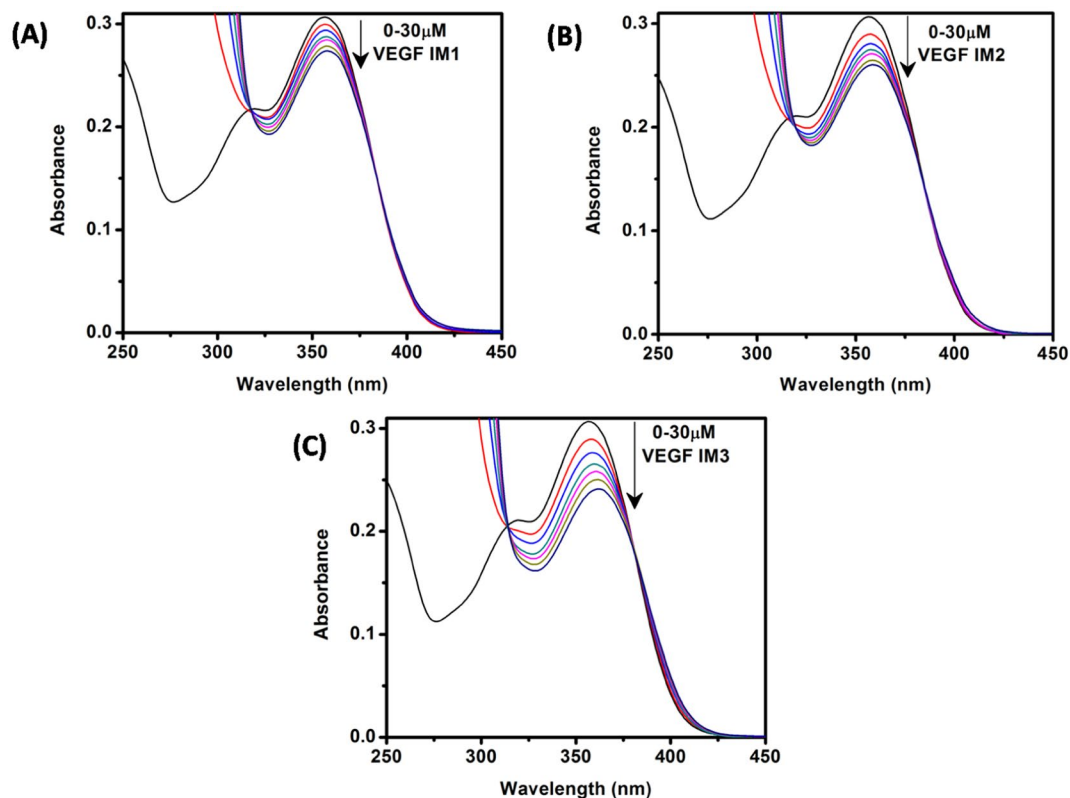 (A)
0-30μM
VEGF IM1
0.3
0.2
0.1
0.0
Absorbance
250 300 350 400 450
Wavelength (nm)
(B)
0-30μM
VEGF IM2
0.3
0.2
0.1
0.0
Absorbance
250 300 350 400 450
Wavelength (nm)
(C)
0-30μM
VEGF IM3
0.3
0.2
0.1
0.0
Absorbance
250 300 350 400 450
Wavelength (nm)